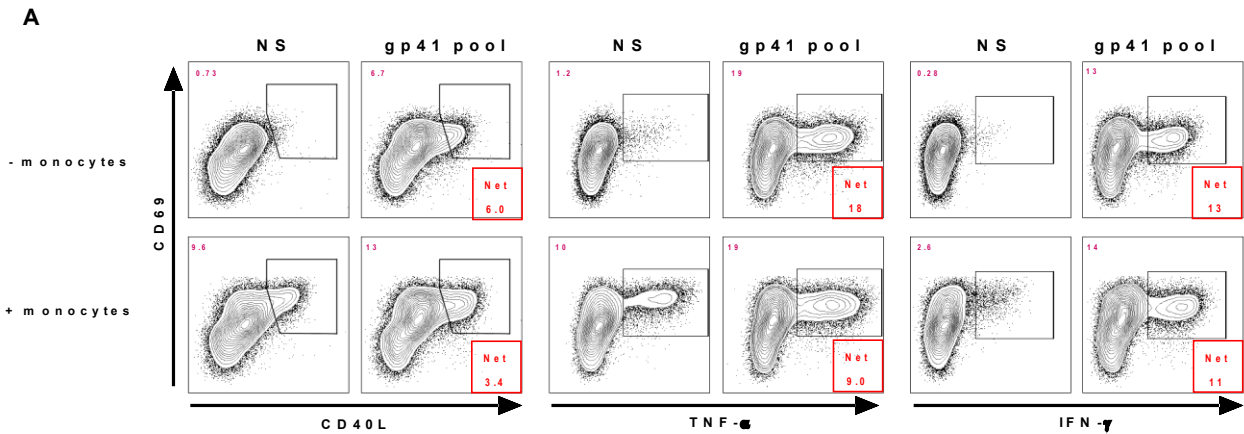 A
NS gp41 pool NS gp41 pool NS gp41 pool
0.73 6.7 1.2 19 0.28 13
- monocytes
Net Net Net
6.0 18 13
CD69
9.6 13 10 19 2.6 14
+ monocytes
Net Net Net
3.4 9.0 11
CD40L TNF-α IFN-γ